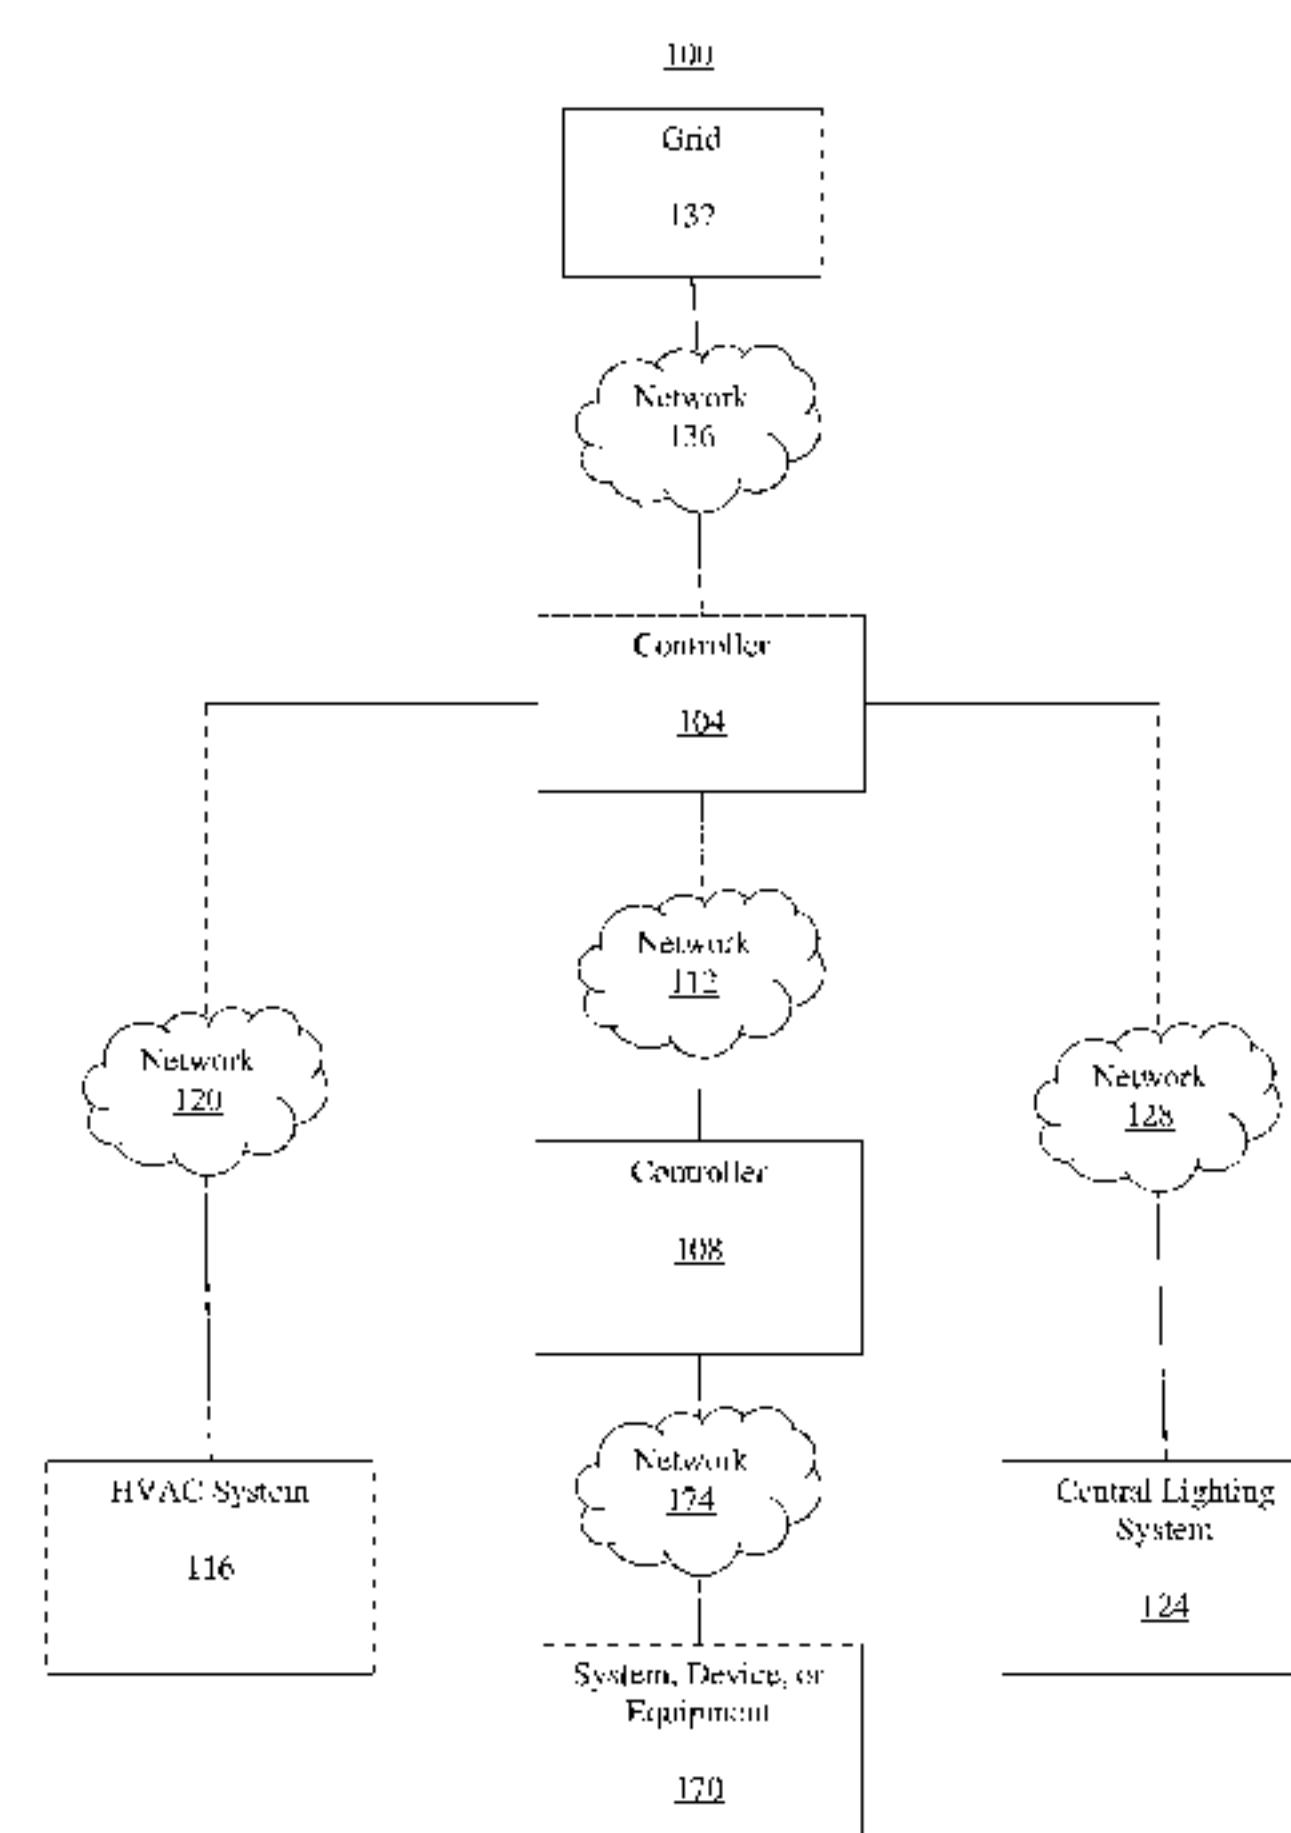 100
Grid
132
Network
136
Controller
104
Network
112
Network
120
Network
128
Controller
108
Network
174
HVAC System
116
Central Lighting
System
124
System, Device, or
Equipment
170